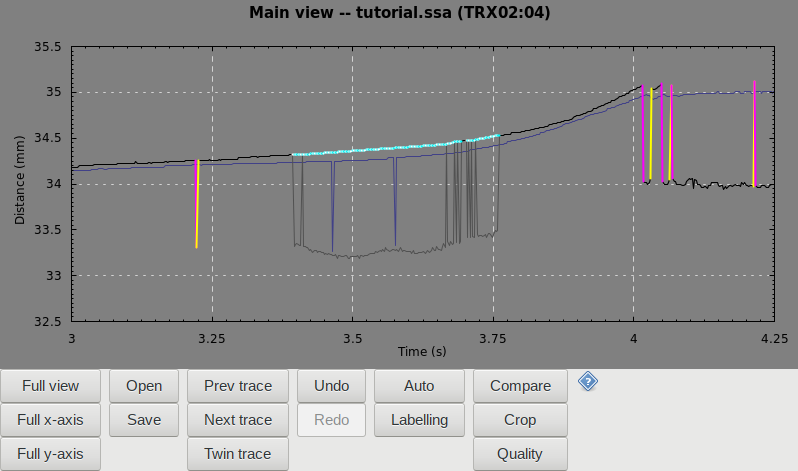 Main view -- tutorial.ssa (TRX02:04)
35.5
35
34.5
34
33.5
33
32.5
Distance (mm)
3
3.25
3.5
3.75
4
4.25
Time (s)
Full view
Open
Prev trace
Undo
Auto
Compare
?
Full x-axis
Save
Next trace
Redo
Labelling
Crop
Full y-axis
Twin trace
Quality